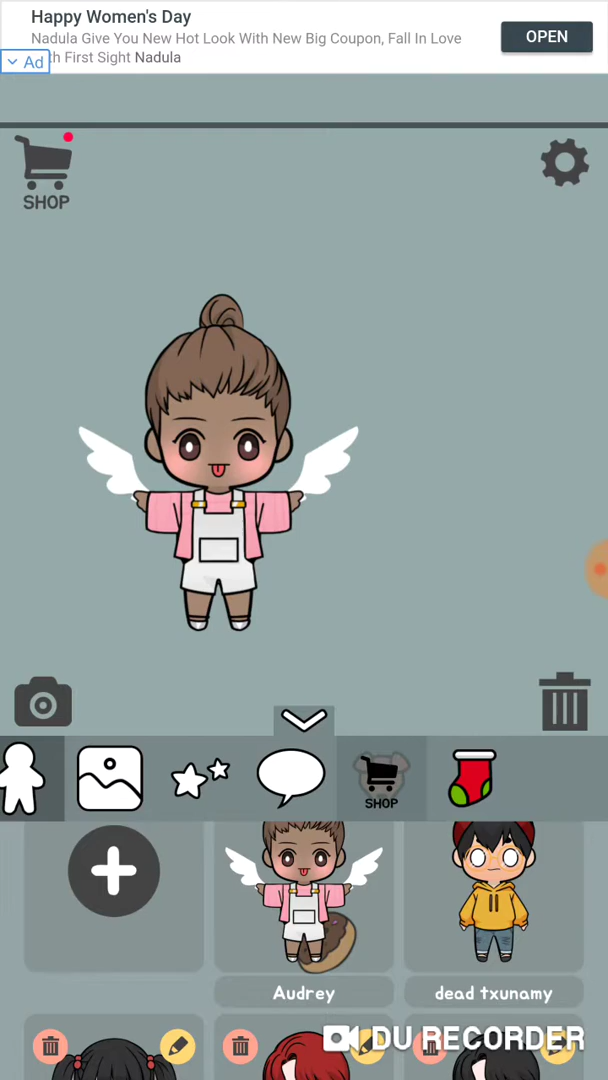 Happy Women's Day
Nadula Give You New Hot Look With New Big Coupon, Fall In Love
th First Sight Nadula
OPEN
Ad
SHOP
SHOP
Audrey
dead txunamy
DU RECORDER